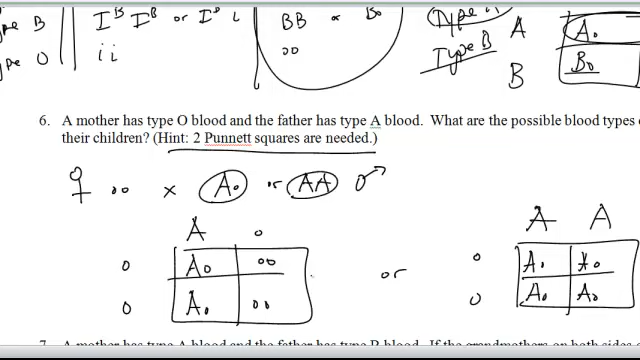 Type B I^B I^B or I^B i BB or Bo Type A A Ao
Type O ii oo Type B B Bo
6. A mother has type O blood and the father has type A blood. What are the possible blood types
their children? (Hint: 2 Punnett squares are needed.)
♀ oo x Ao or AA ♂
A o A A
o Ao oo o Ao Ao
or
o Ao oo o Ao Ao
7. A mother has type A blood and the father has type B blood. If the grandmothers on both sides